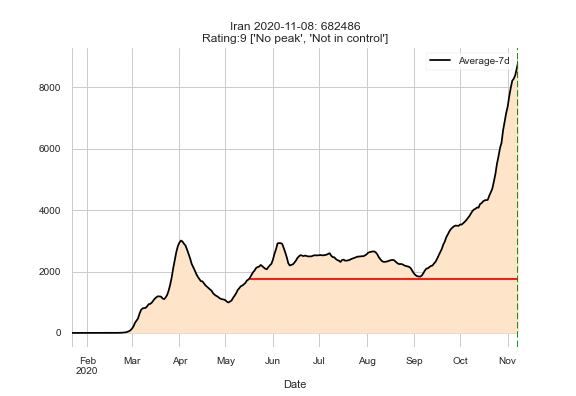 Iran 2020-11-08: 682486
Rating:9 ['No peak', 'Not in control']
Average-7d
8000
6000
4000
2000
0
Feb Mar Apr May Jun Jul Aug Sep Oct Nov
2020
Date